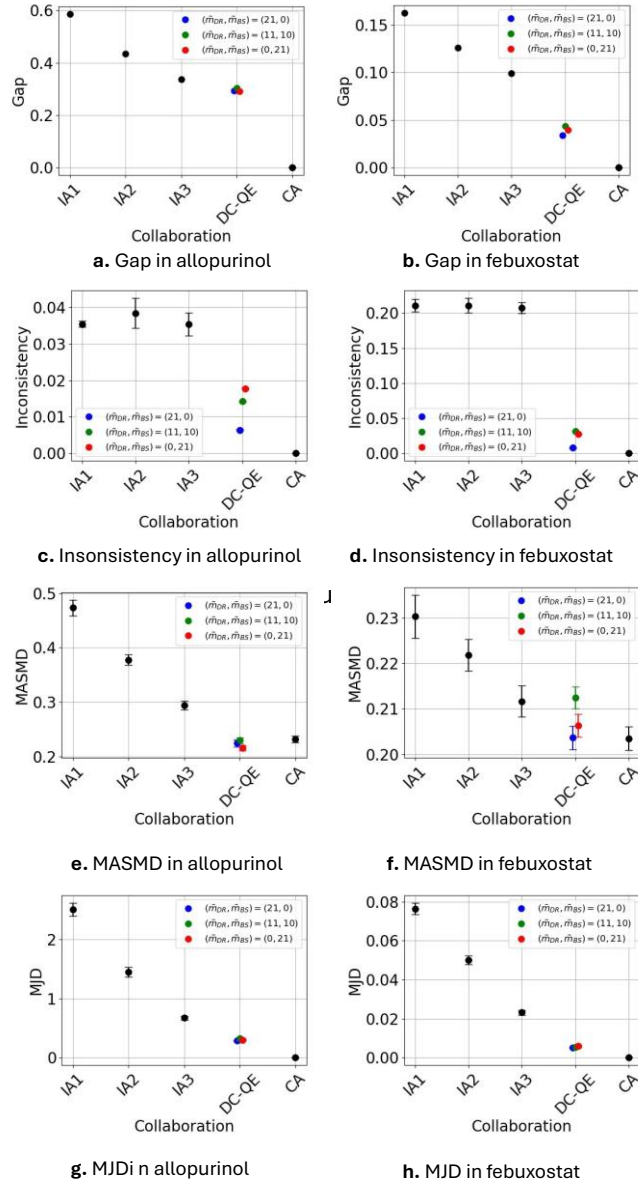 0.6
0.4
0.2
0.0
Gap
(m̃DR, m̃BS) = (21, 0)
(m̃DR, m̃BS) = (11, 10)
(m̃DR, m̃BS) = (0, 21)
IA1 IA2 IA3 DC-QE CA
Collaboration
a. Gap in allopurinol
0.15
0.10
0.05
0.00
Gap
(m̃DR, m̃BS) = (21, 0)
(m̃DR, m̃BS) = (11, 10)
(m̃DR, m̃BS) = (0, 21)
IA1 IA2 IA3 DC-QE CA
Collaboration
b. Gap in febuxostat
0.04
0.03
0.02
0.01
0.00
Inconsistency
(m̃DR, m̃BS) = (21, 0)
(m̃DR, m̃BS) = (11, 10)
(m̃DR, m̃BS) = (0, 21)
IA1 IA2 IA3 DC-QE CA
Collaboration
c. Insonsistency in allopurinol
0.20
0.15
0.10
0.05
0.00
Inconsistency
(m̃DR, m̃BS) = (21, 0)
(m̃DR, m̃BS) = (11, 10)
(m̃DR, m̃BS) = (0, 21)
IA1 IA2 IA3 DC-QE CA
Collaboration
d. Insonsistency in febuxostat
0.5
0.4
0.3
0.2
MASMD
(m̃DR, m̃BS) = (21, 0)
(m̃DR, m̃BS) = (11, 10)
(m̃DR, m̃BS) = (0, 21)
IA1 IA2 IA3 DC-QE CA
Collaboration
e. MASMD in allopurinol
0.23
0.22
0.21
0.20
MASMD
(m̃DR, m̃BS) = (21, 0)
(m̃DR, m̃BS) = (11, 10)
(m̃DR, m̃BS) = (0, 21)
IA1 IA2 IA3 DC-QE CA
Collaboration
f. MASMD in febuxostat
2
1
0
MJD
(m̃DR, m̃BS) = (21, 0)
(m̃DR, m̃BS) = (11, 10)
(m̃DR, m̃BS) = (0, 21)
IA1 IA2 IA3 DC-QE CA
Collaboration
g. MJDi n allopurinol
0.08
0.06
0.04
0.02
0.00
MJD
(m̃DR, m̃BS) = (21, 0)
(m̃DR, m̃BS) = (11, 10)
(m̃DR, m̃BS) = (0, 21)
IA1 IA2 IA3 DC-QE CA
Collaboration
h. MJD in febuxostat